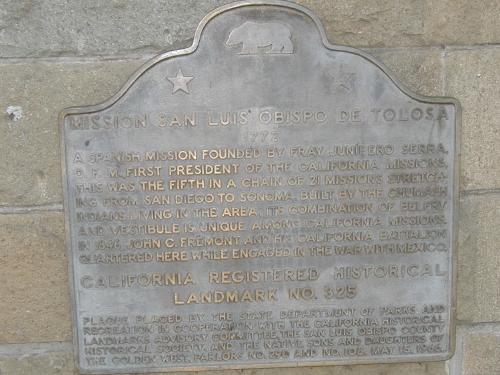 MISSION SAN LUIS OBISPO DE TOLOSA
1772
A SPANISH MISSION FOUNDED BY FRAY JUNIPERO SERRA,
O. F. M. FIRST PRESIDENT OF THE CALIFORNIA MISSIONS.
THIS WAS THE FIFTH IN A CHAIN OF 21 MISSIONS STRETCH-
ING FROM SAN DIEGO TO SONOMA. BUILT BY THE CHUMASH
INDIANS LIVING IN THE AREA. ITS COMBINATION OF BELFRY
AND VESTIBULE IS UNIQUE AMONG CALIFORNIA MISSIONS.
IN 1846 JOHN C. FREMONT AND HIS CALIFORNIA BATTALION
QUARTERED HERE WHILE ENGAGED IN THE WAR WITH MEXICO.
CALIFORNIA REGISTERED HISTORICAL
LANDMARK NO. 325
PLAQUE PLACED BY THE STATE DEPARTMENT OF PARKS AND
RECREATION IN COOPERATION WITH THE CALIFORNIA HISTORICAL
LANDMARKS ADVISORY COMMITTEE, THE SAN LUIS OBISPO COUNTY
HISTORICAL SOCIETY, AND THE NATIVE SONS AND DAUGHTERS OF
THE GOLDEN WEST, PARLORS NO. 290 AND NO. 108, MAY 15,